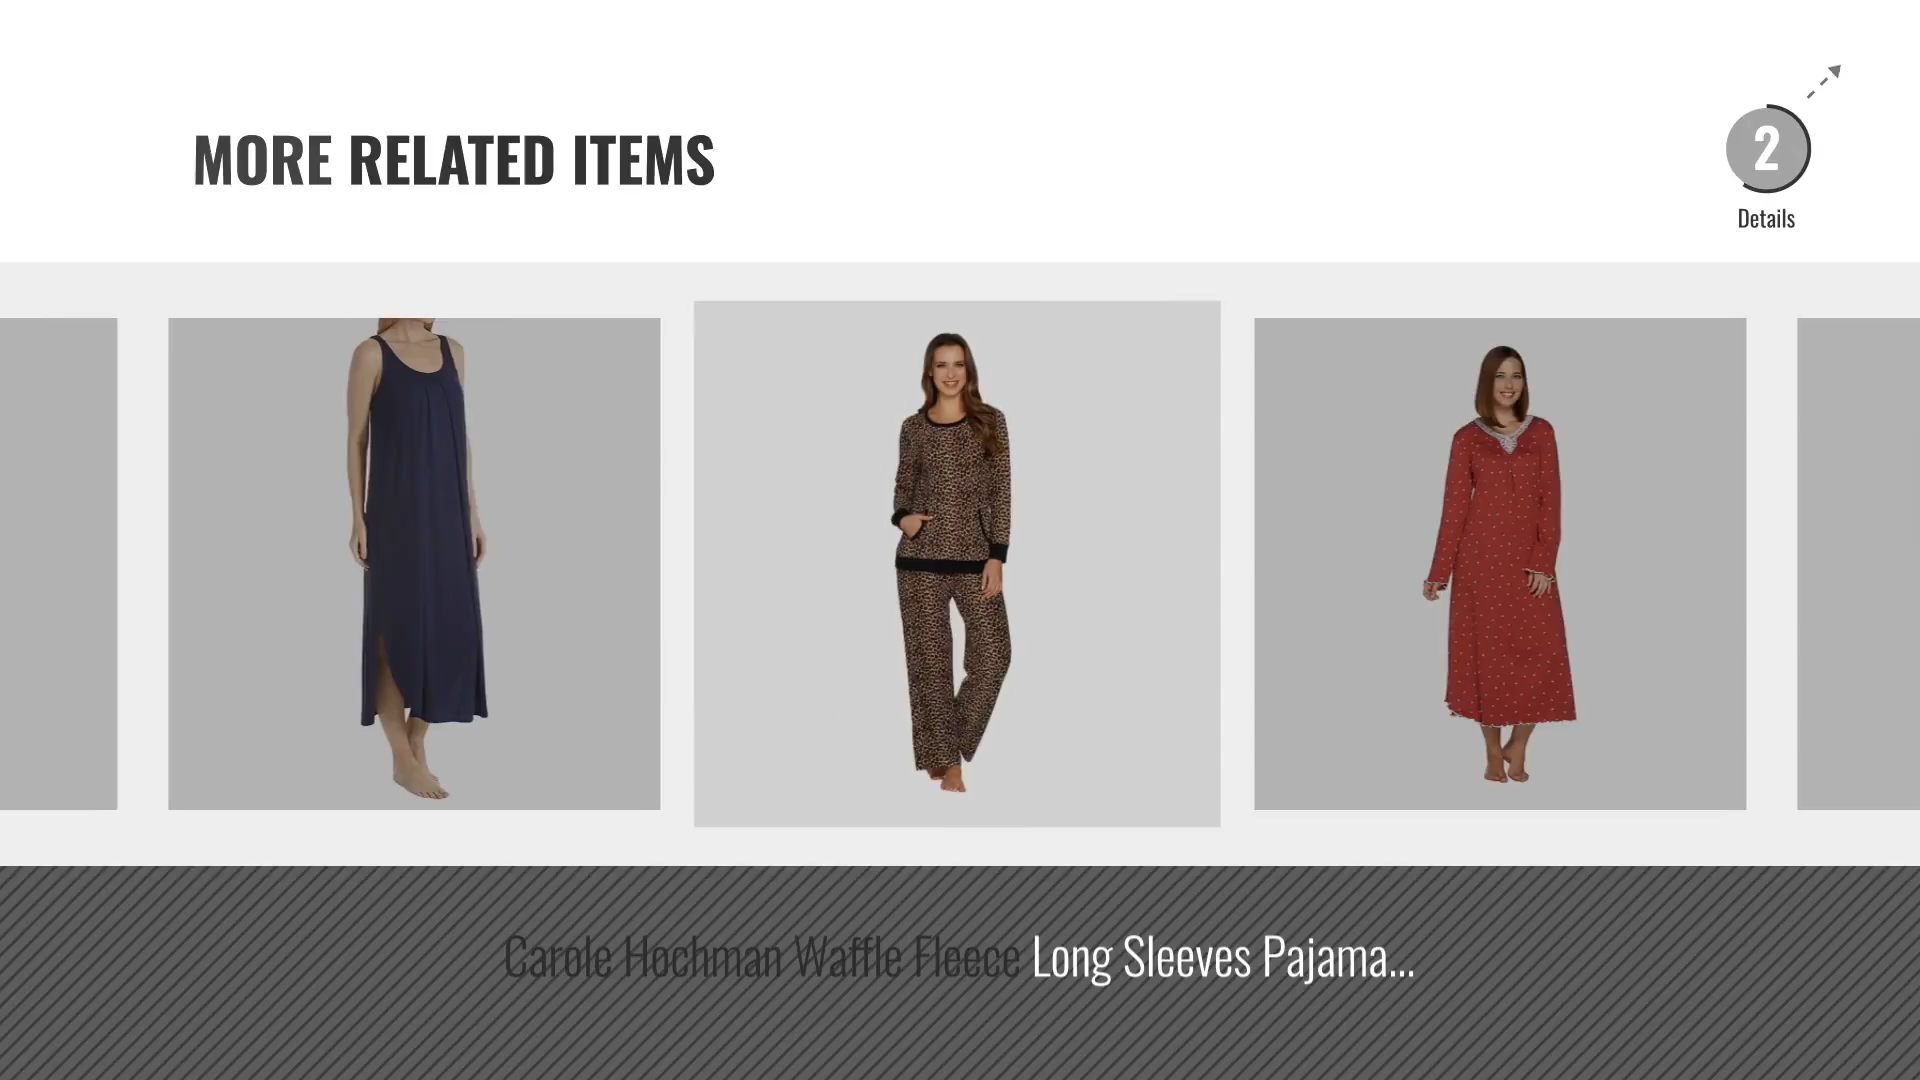 MORE RELATED ITEMS
2
Details
Carole Hochman Waffle Fleece Long Sleeves Pajama...